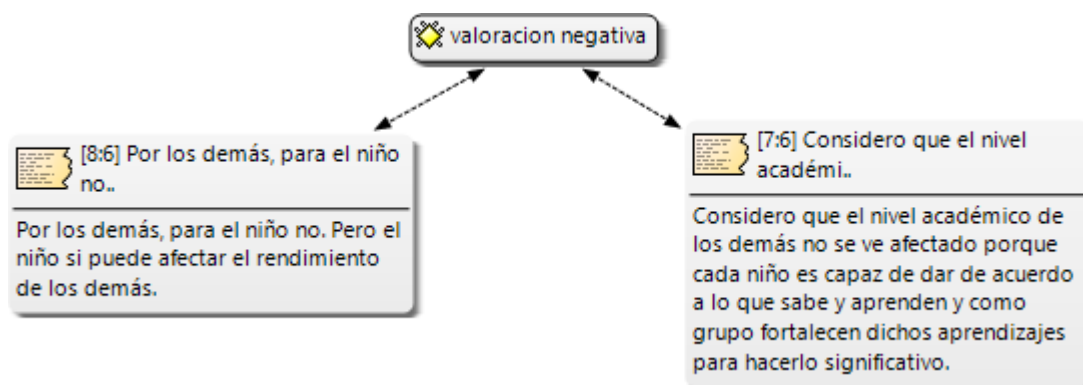 valoracion negativa
[8:6] Por los demás, para el niño
no..
Por los demás, para el niño no. Pero el
niño si puede afectar el rendimiento
de los demás.
[7:6] Considero que el nivel
académi..
Considero que el nivel académico de
los demás no se ve afectado porque
cada niño es capaz de dar de acuerdo
a lo que sabe y aprenden y como
grupo fortalecen dichos aprendizajes
para hacerlo significativo.